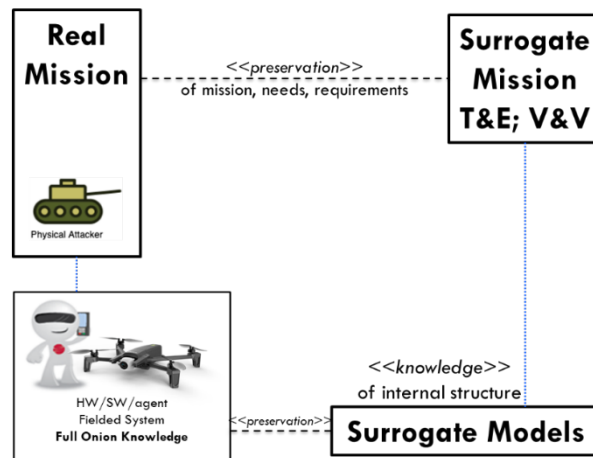 Real
Mission
Physical Attacker
<<preservation>>
of mission, needs, requirements
Surrogate
Mission
T&E; V&V
HW/SW/agent
Fielded System
Full Onion Knowledge
<<preservation>>
<<knowledge>>
of internal structure
Surrogate Models